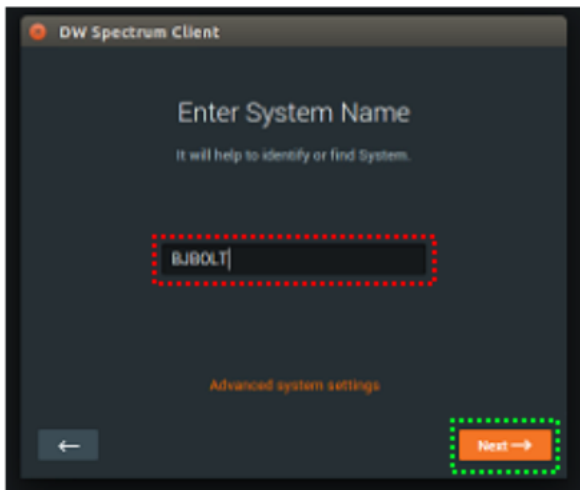 DW Spectrum Client
Enter System Name
It will help to identify or find System.
BJBOLT
Advanced system settings
←
Next →